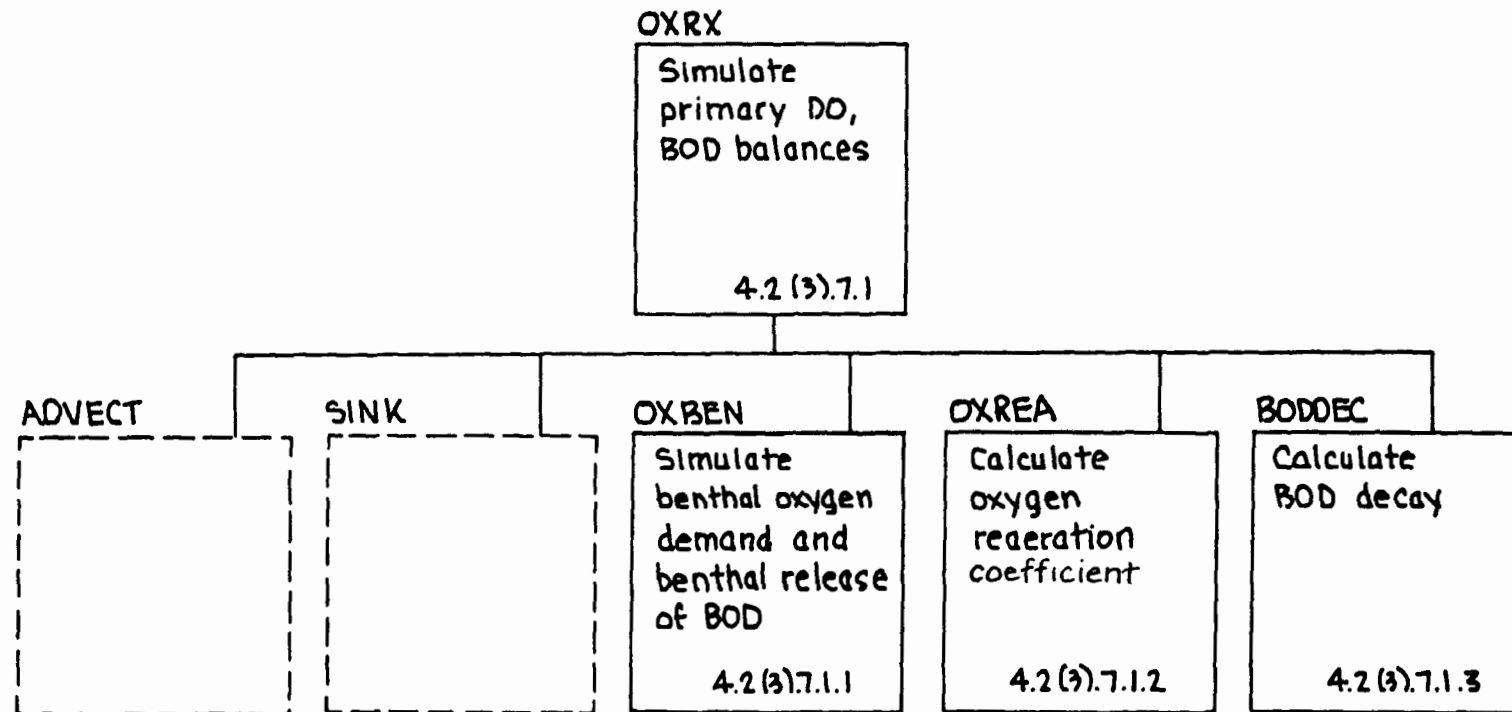 OXRX
Simulate
primary DO,
BOD balances
4.2(3).7.1
ADVECT
SINK
OXBEN
Simulate
benthal oxygen
demand and
benthal release
of BOD
4.2(3).7.1.1
OXREA
Calculate
oxygen
reaeration
coefficient
4.2(3).7.1.2
BODDEC
Calculate
BOD decay
4.2(3).7.1.3